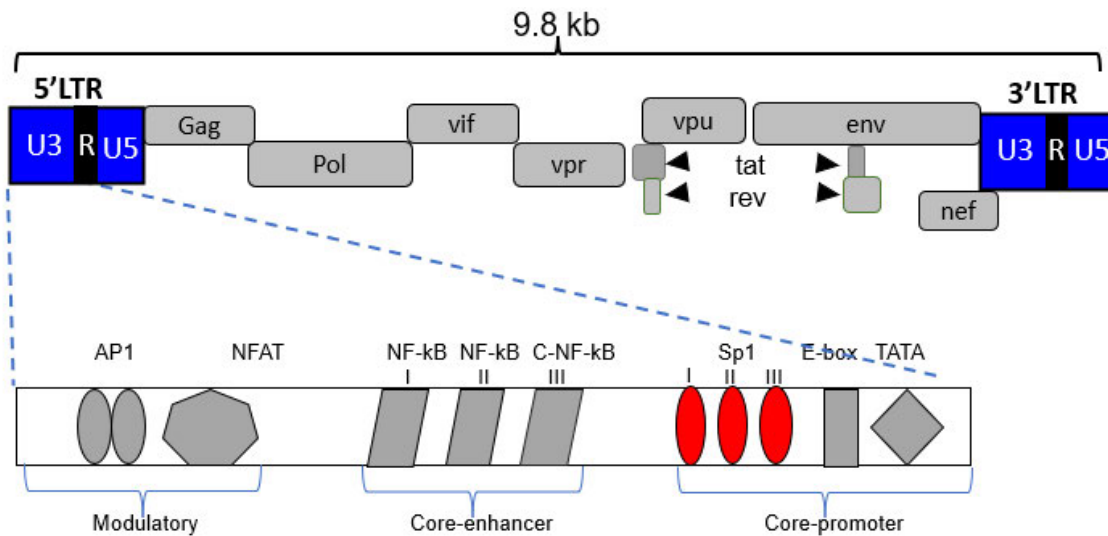 9.8 kb
5'LTR
3'LTR
U3 R U5
Gag
Pol
vif
vpr
vpu
env
tat
rev
nef
U3 R U5
AP1 NFAT NF-kB NF-kB C-NF-kB Sp1 E-box TATA
I II III I II III
Modulatory Core-enhancer Core-promoter